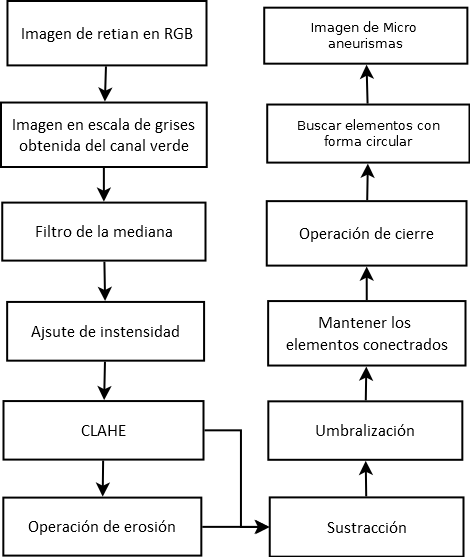 Imagen de retian en RGB
Imagen en escala de grises
obtenida del canal verde
Filtro de la mediana
Ajsute de instensidad
CLAHE
Operación de erosión
Sustracción
Umbralización
Mantener los
elementos conectrados
Operación de cierre
Buscar elementos con
forma circular
Imagen de Micro
aneurismas